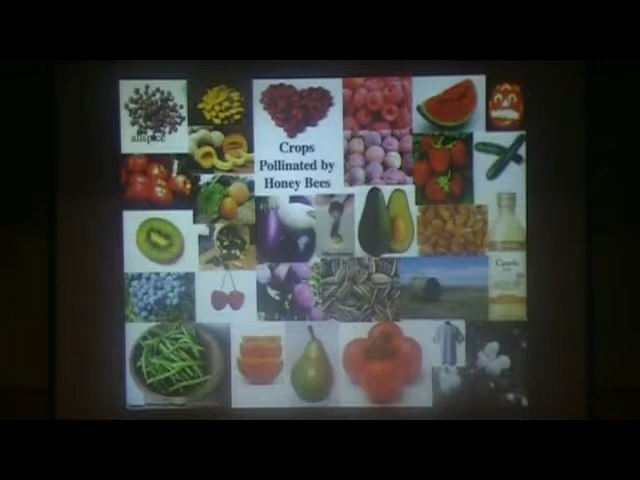 allspice
Crops
Pollinated by
Honey Bees
Canola